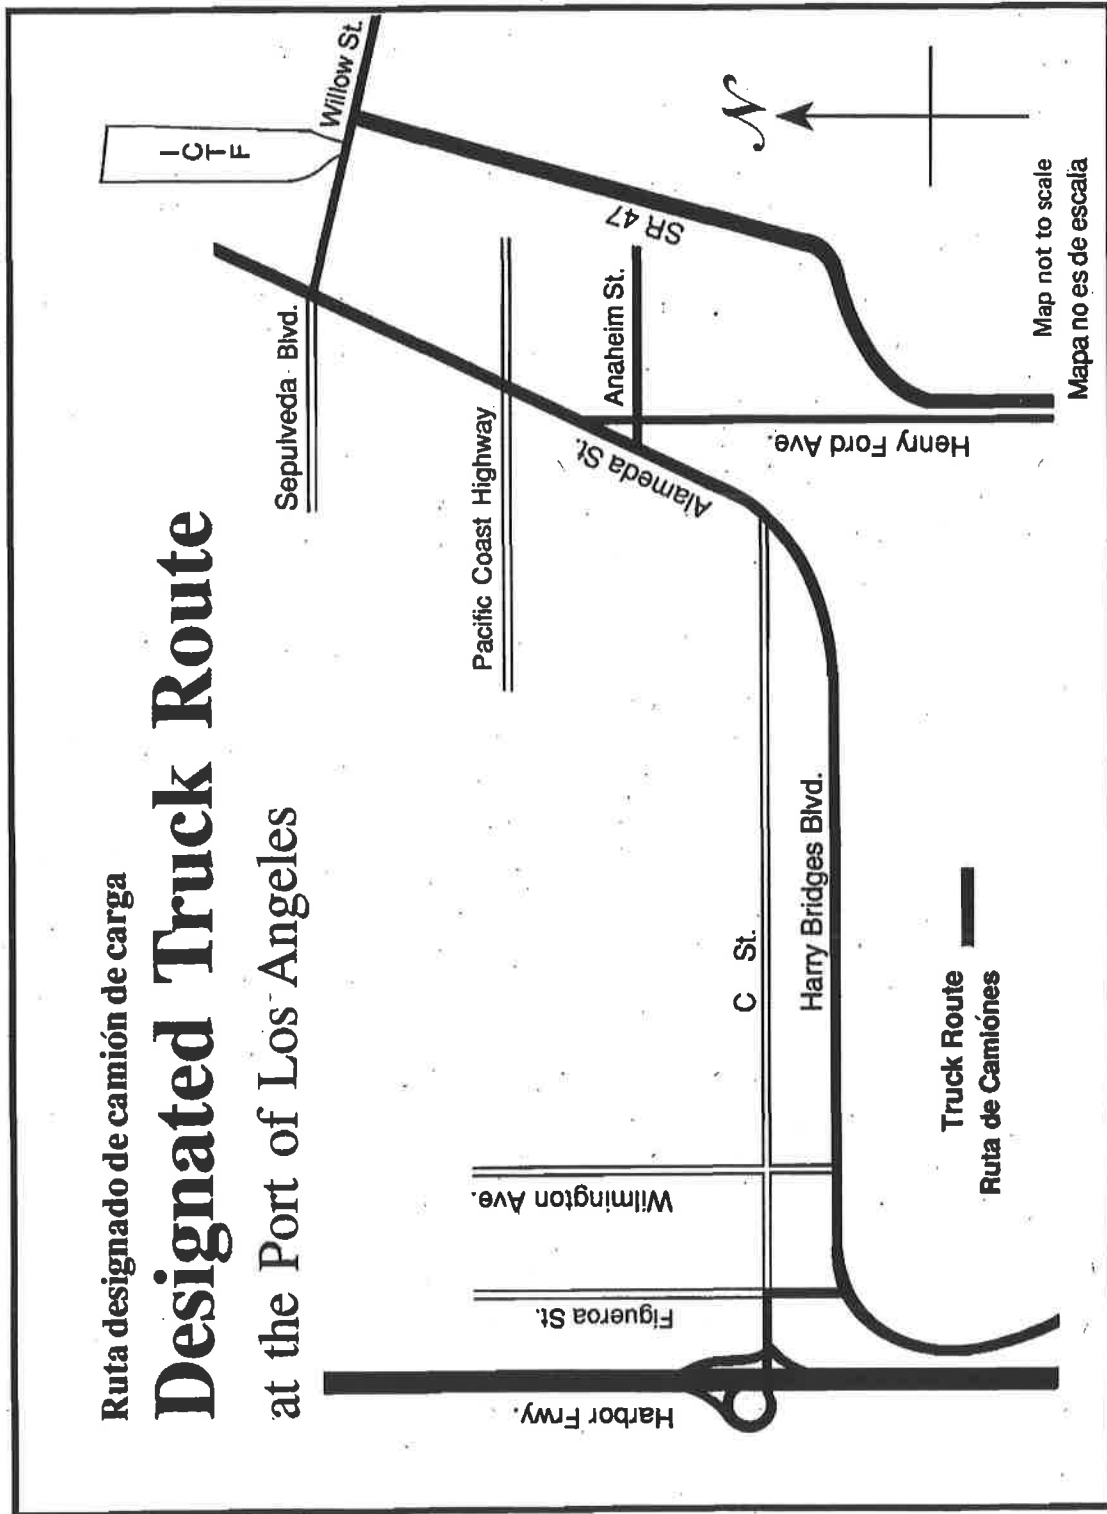 Ruta designado de camión de carga
Designated Truck Route
at the Port of Los Angeles
ICTF
Willow St.
Sepulveda Blvd.
Pacific Coast Highway
SR 47
Anaheim St.
Alameda St.
Henry Ford Ave.
N
Map not to scale
Mapa no es de escala
C St.
Harry Bridges Blvd.
Wilmington Ave.
Figueroa St.
Harbor Frwy.
Truck Route
Ruta de Camiónes